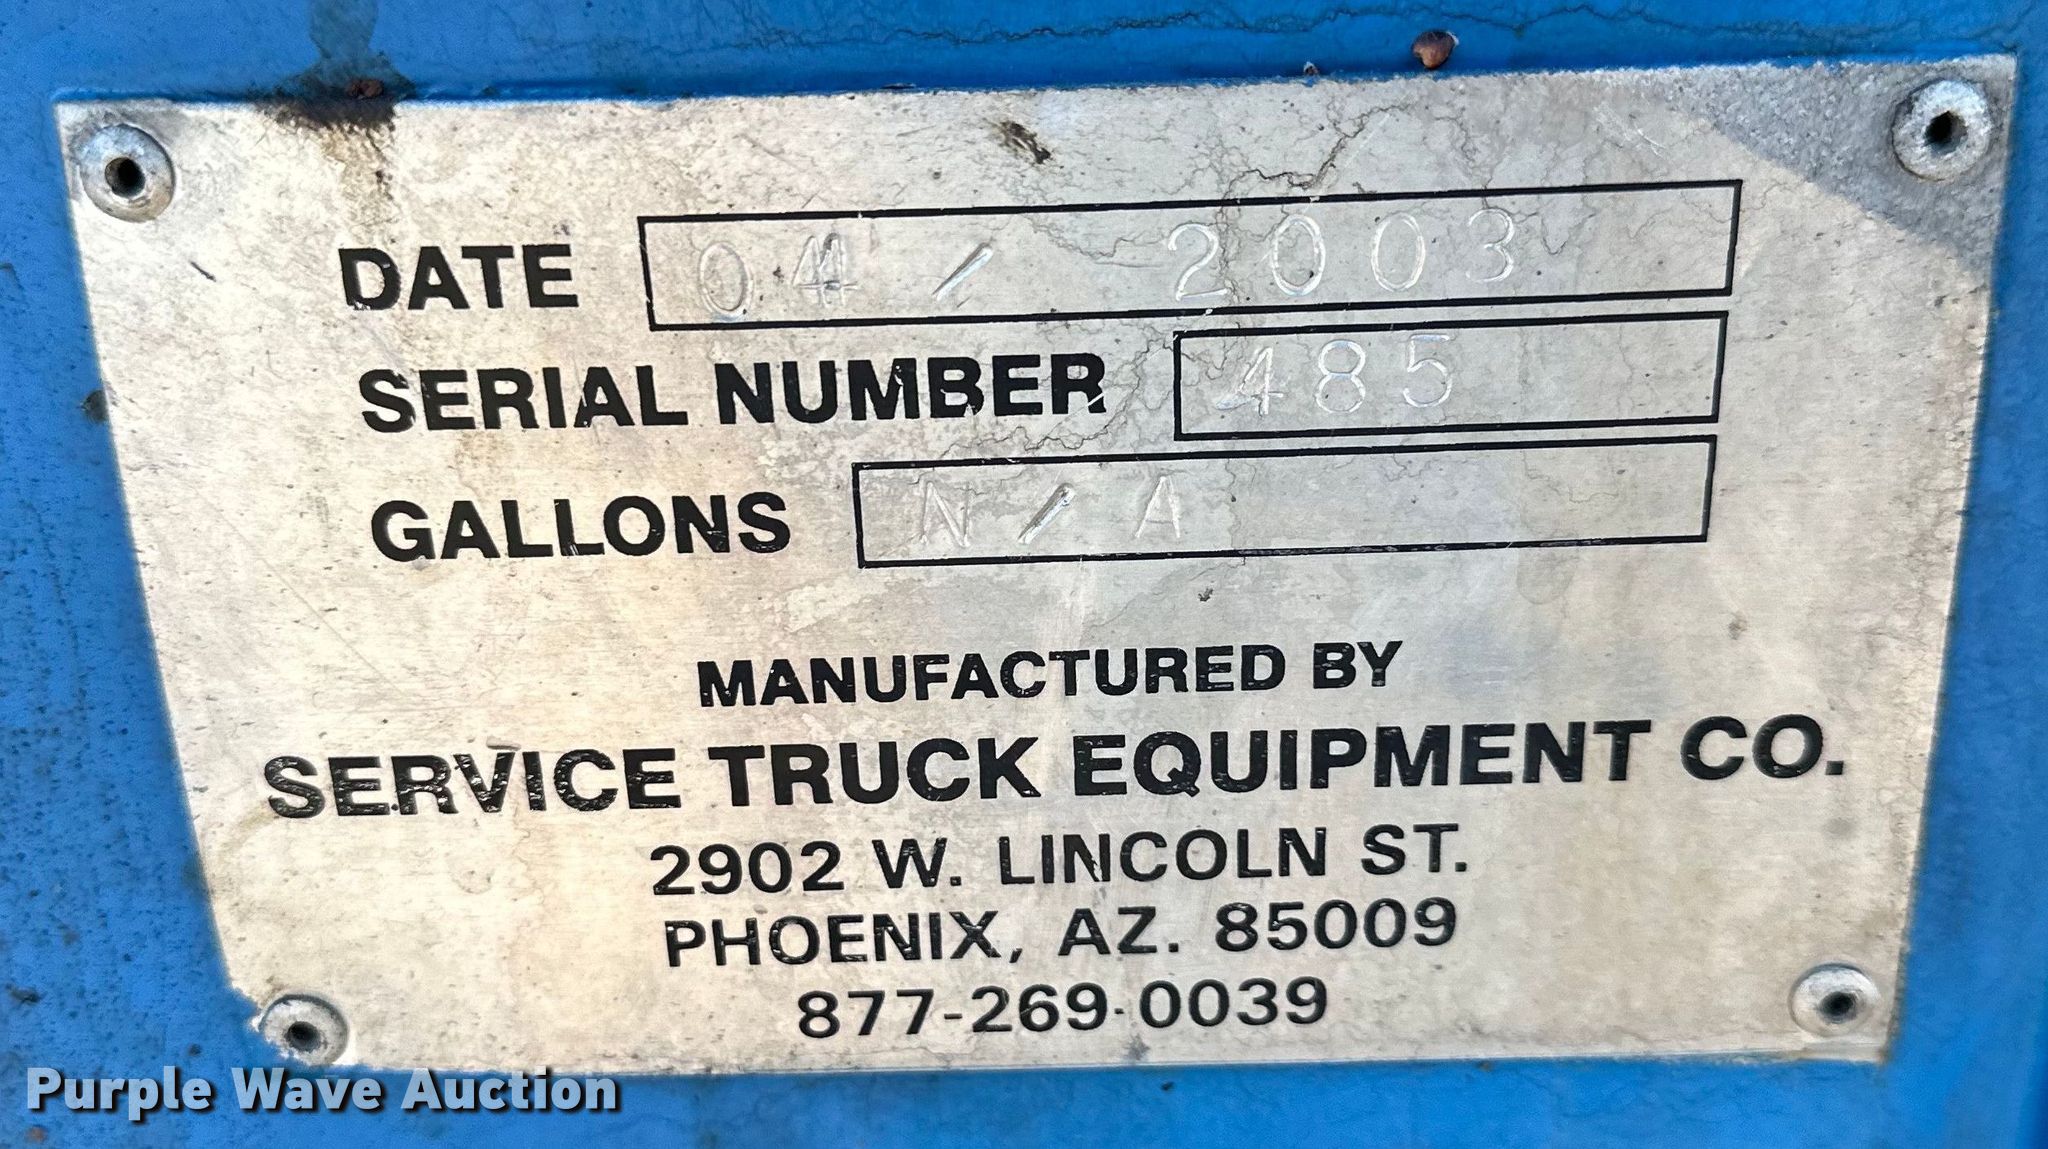 DATE 04 / 2003
SERIAL NUMBER 485
GALLONS N/A
MANUFACTURED BY
SERVICE TRUCK EQUIPMENT CO.
2902 W. LINCOLN ST.
PHOENIX, AZ. 85009
877-269-0039
Purple Wave Auction